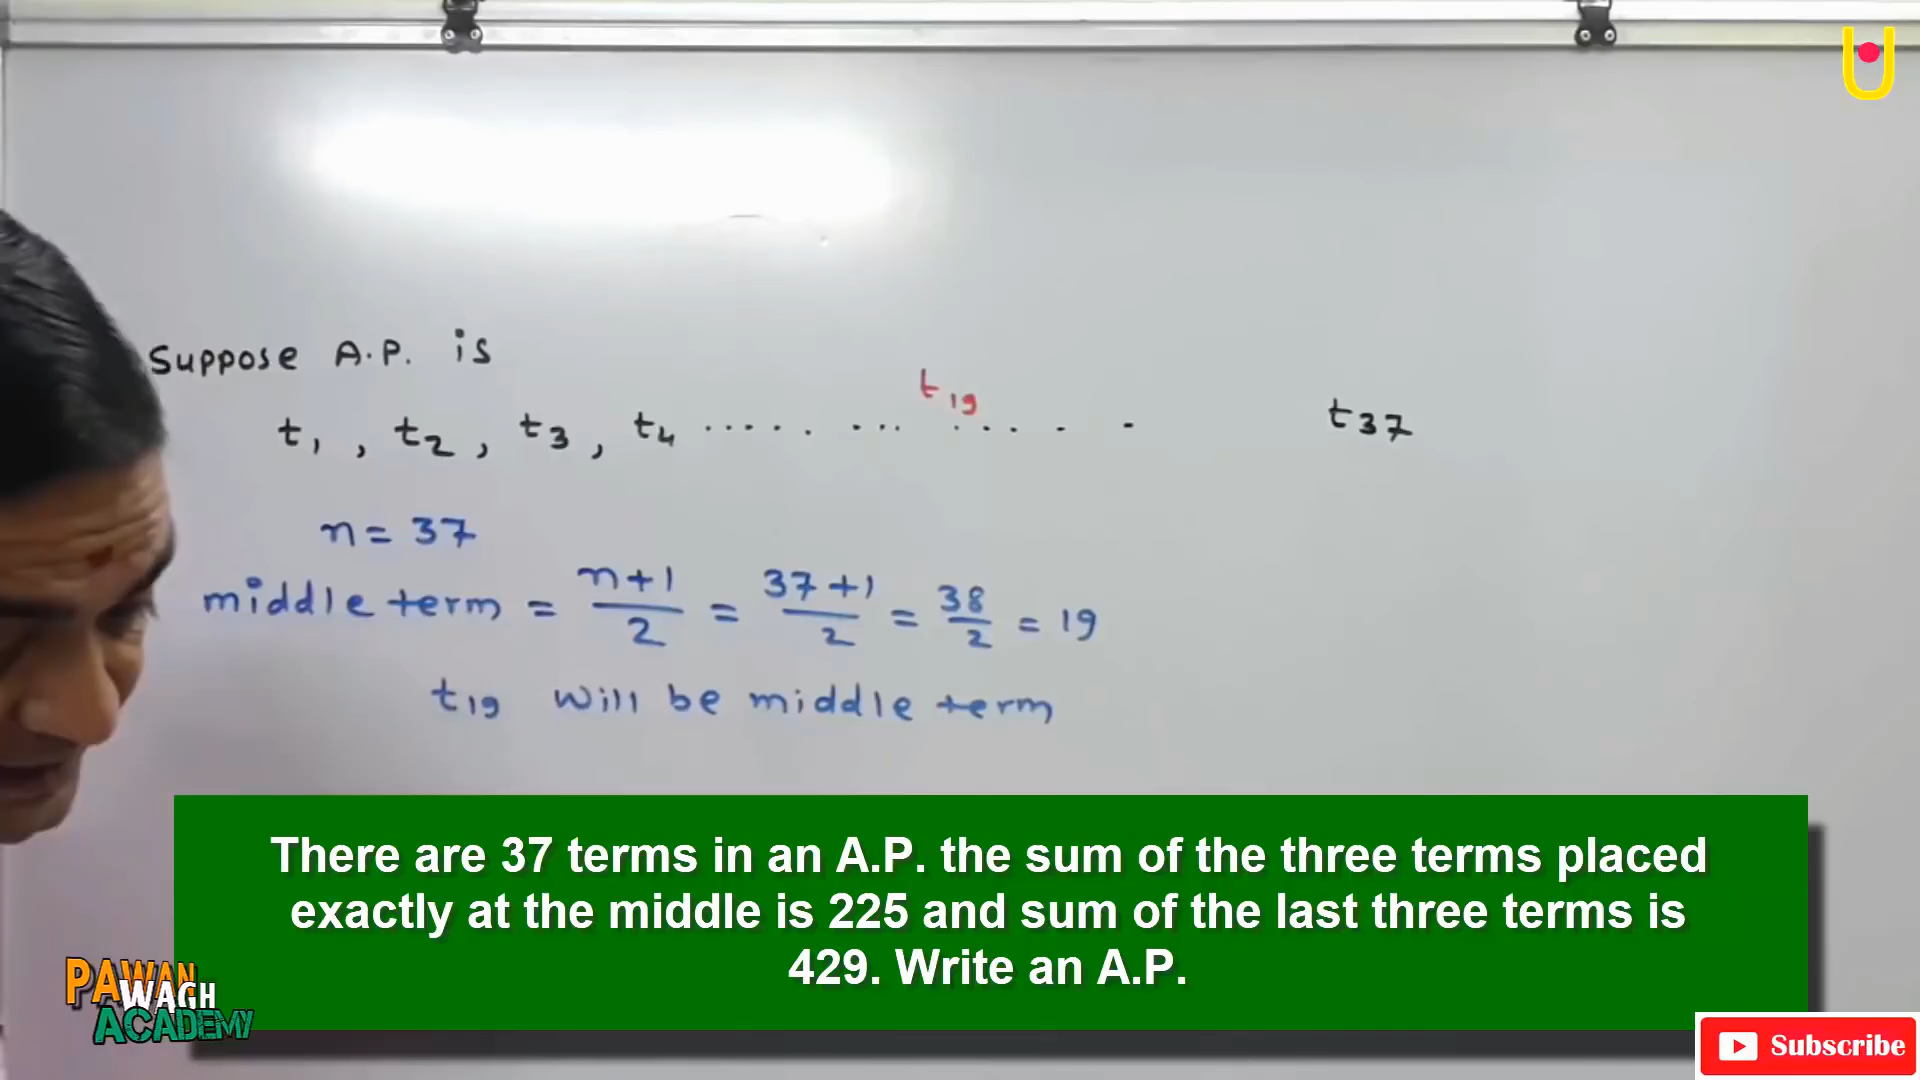 Suppose A.P. is
t19
t1, t2, t3, t4 ..... ... .... . . t37
n = 37
middle term = n+1/2 = 37+1/2 = 38/2 = 19
t19 will be middle term
There are 37 terms in an A.P. the sum of the three terms placed
exactly at the middle is 225 and sum of the last three terms is
429. Write an A.P.
PAWAN
WAGH
ACADEMY
Subscribe